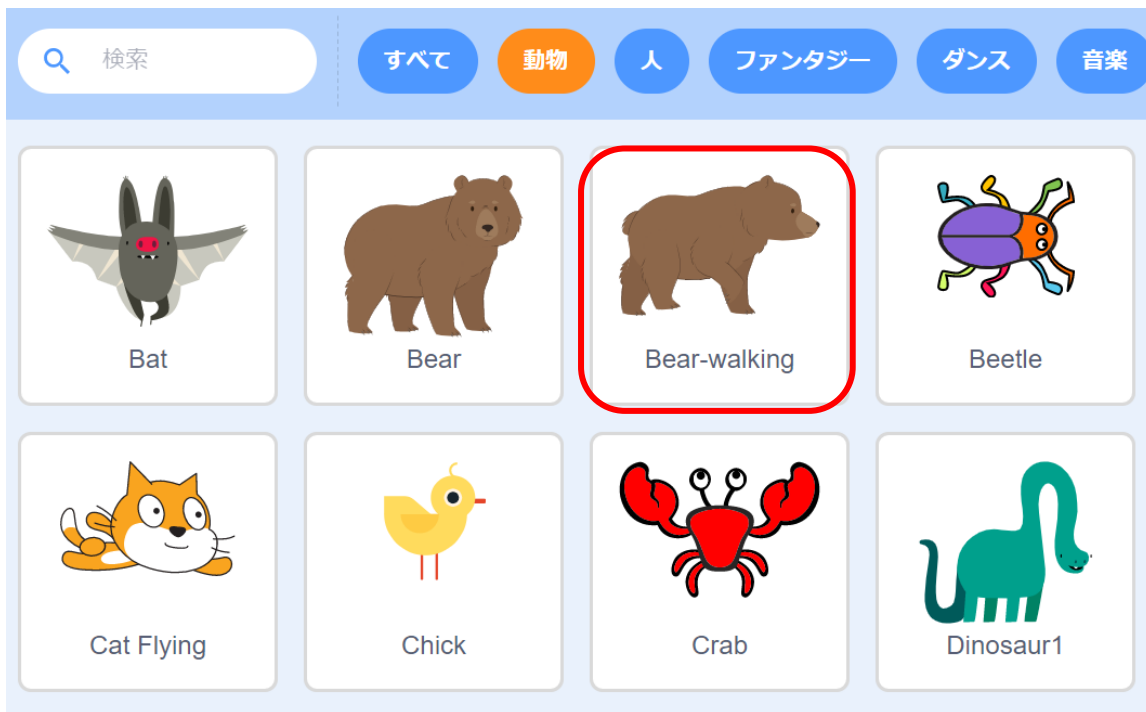 検索 すべて 動物 人 ファンタジー ダンス 音楽
Bat Bear Bear-walking Beetle
Cat Flying Chick Crab Dinosaur1